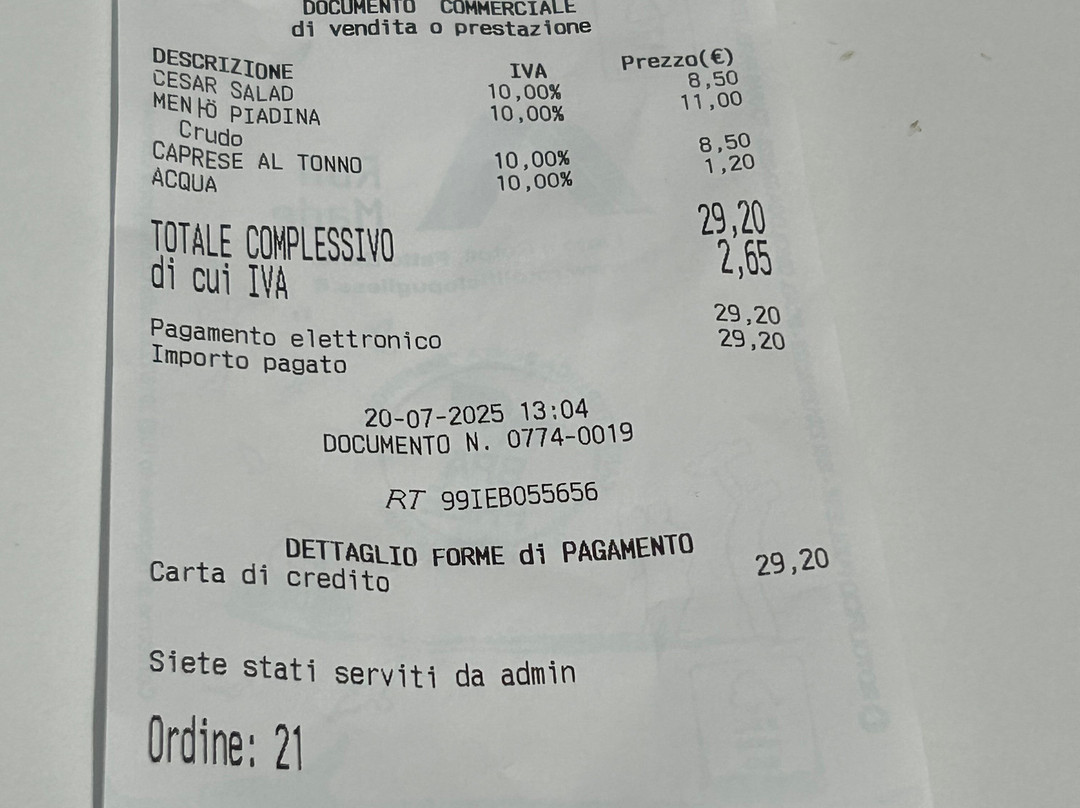 DOCUMENTO COMMERCIALE
di vendita o prestazione
DESCRIZIONE IVA Prezzo(€)
CESAR SALAD 10,00% 8,50
PIADINA 10,00% 11,00
Crudo
CAPRESE AL TONNO 10,00% 8,50
ACQUA 10,00% 1,20
TOTALE COMPLESSIVO 29,20
di cui IVA 2,65
Pagamento elettronico 29,20
Importo pagato 29,20
20-07-2025 13:04
DOCUMENTO N. 0774-0019
RT 99IEB055656
DETTAGLIO FORME di PAGAMENTO
Carta di credito 29,20
Siete stati serviti da admin
Ordine: 21